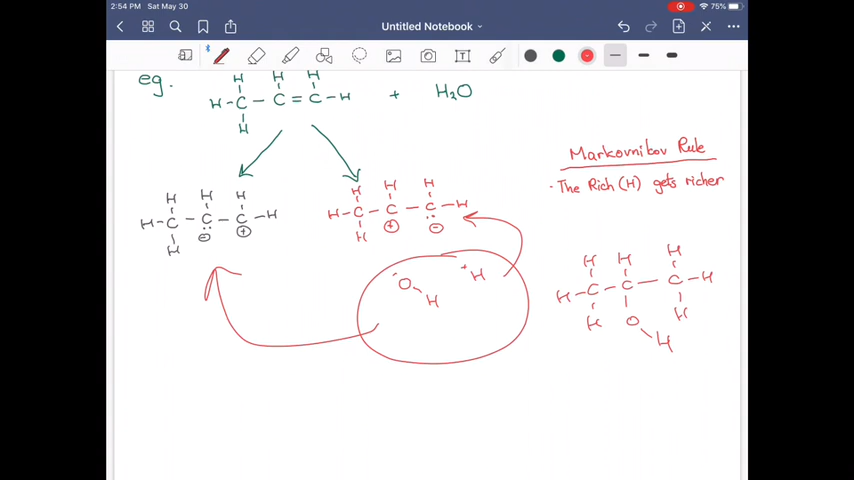 2:54 PM Sat May 30
75%
Untitled Notebook
T
eg.
H H H
H-C-C=C-H + H₂O
H
Markovnikov Rule
· The Rich (H) gets richer
H H H
H-C-C-C-H
H ⊖ ⊕
H H H
H-C-C-C-H
H ⊕ ⊖
⁻O-H ⁺H
H H H
H-C-C-C-H
H O H
H